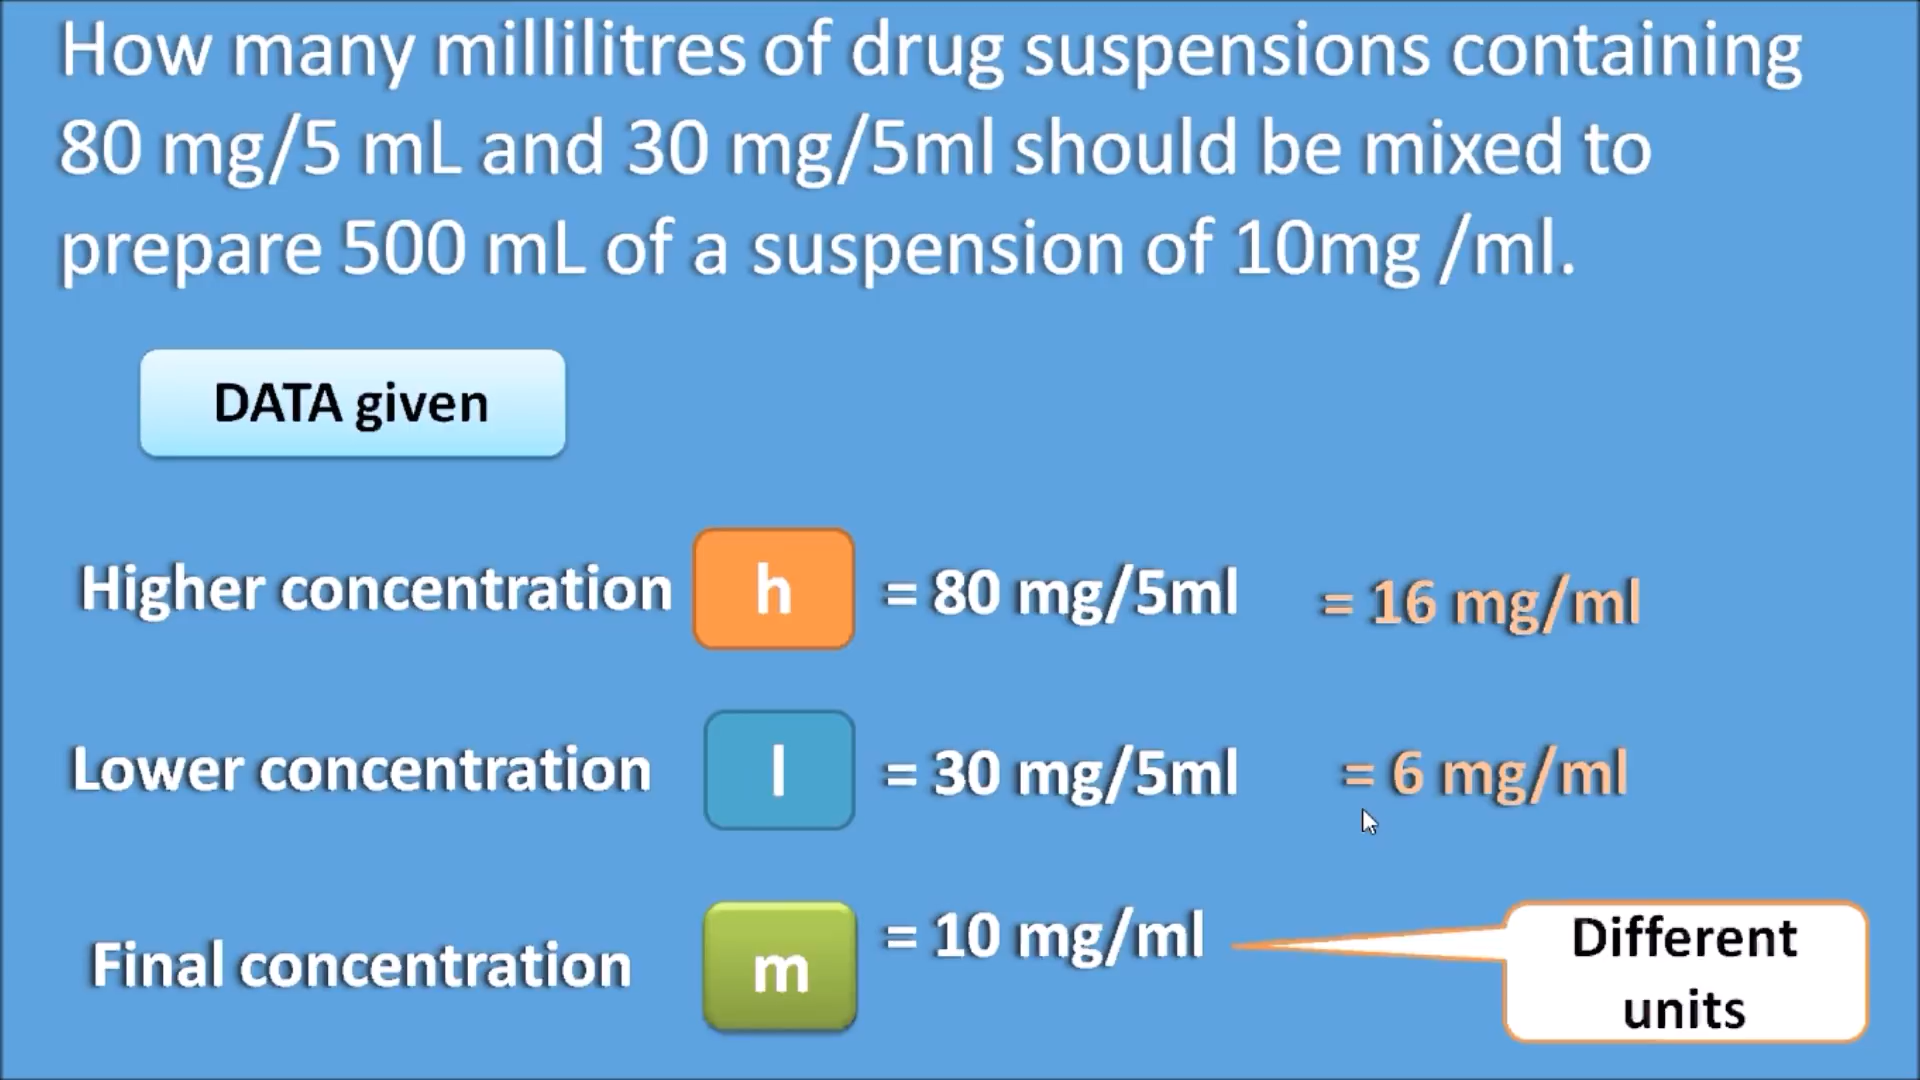 How many millilitres of drug suspensions containing
80 mg/5 mL and 30 mg/5ml should be mixed to
prepare 500 mL of a suspension of 10mg /ml.
DATA given
Higher concentration h = 80 mg/5ml = 16 mg/ml
Lower concentration l = 30 mg/5ml = 6 mg/ml
Final concentration m = 10 mg/ml
Different
units